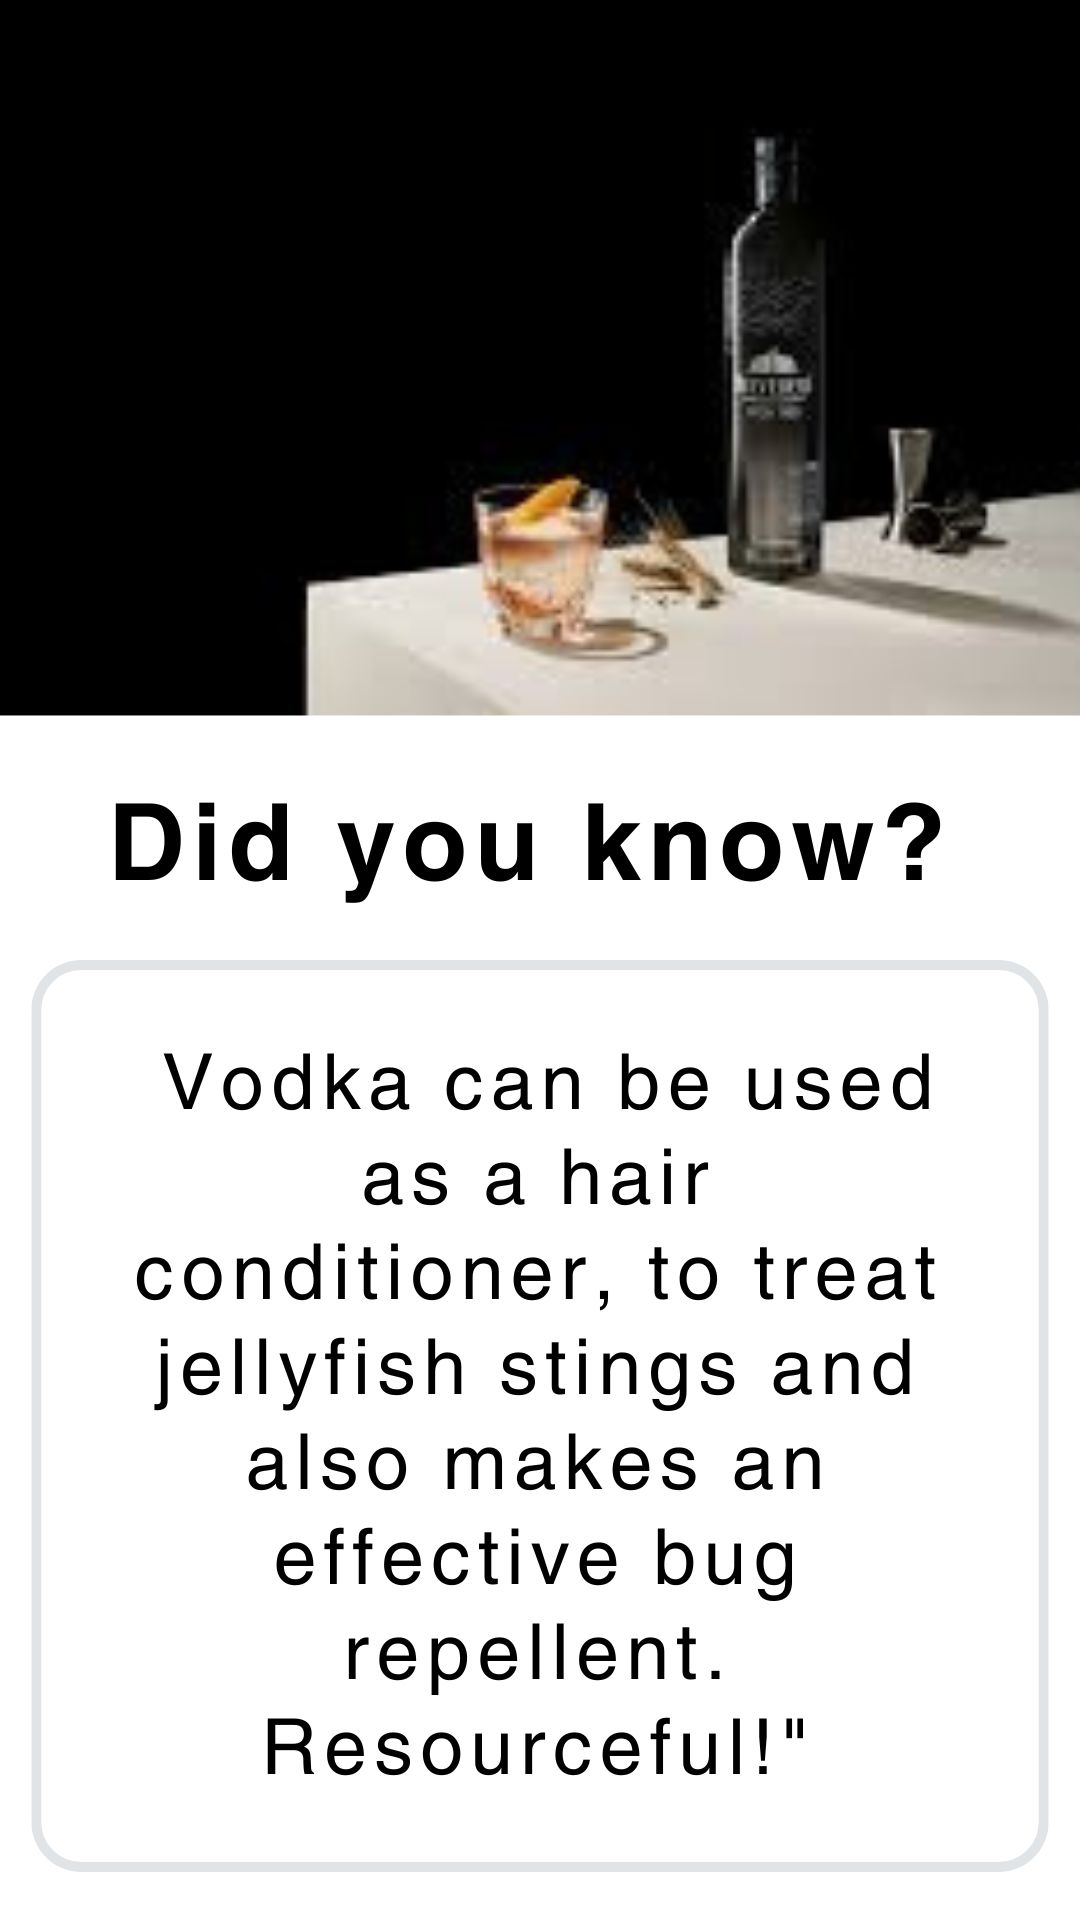 Did you know?
Vodka can be used
as a hair
conditioner, to treat
jellyfish stings and
also makes an
effective bug
repellent.
Resourceful!"